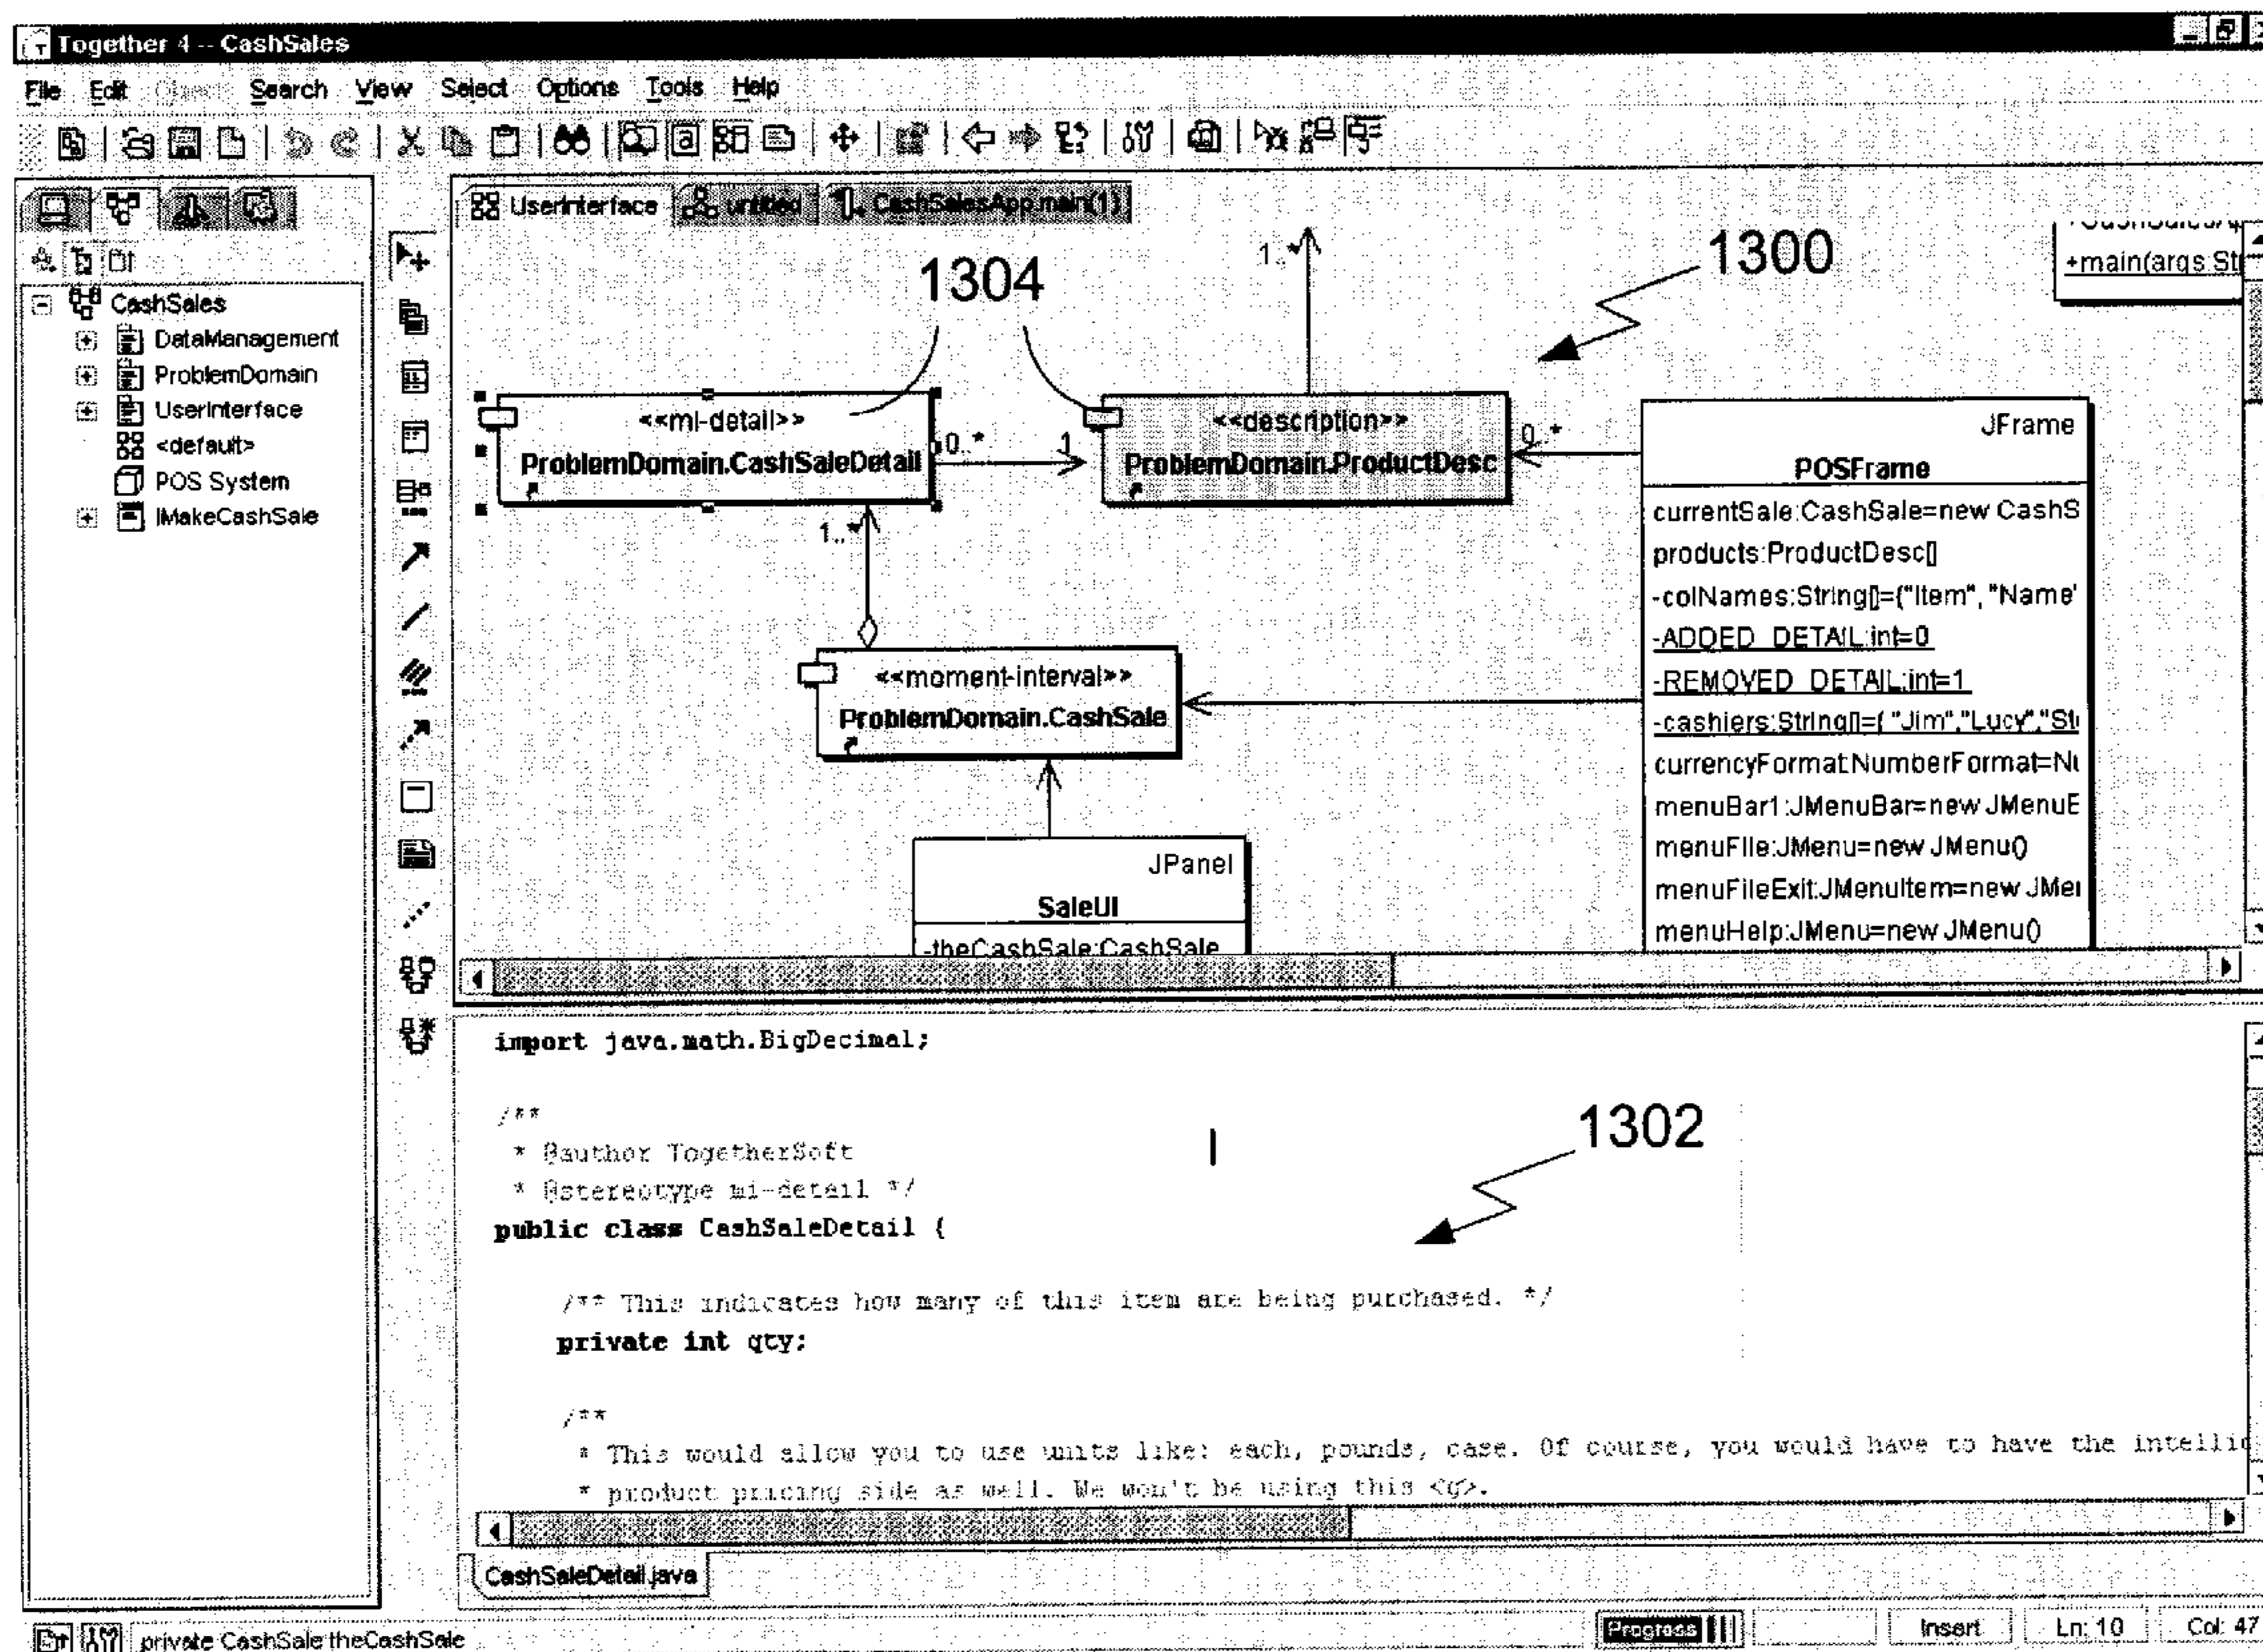 Together 4 -- CashSales
File Edit Object Search View Select Options Tools Help
UserInterface untitled CashSalesApp.main(1)
CashSales
DataManagement
ProblemDomain
UserInterface
<default>
POS System
IMakeCashSale
1304
1..*
1300
+main(args:St
<<mi-detail>>
ProblemDomain.CashSaleDetail
0..* 1
<<description>>
ProblemDomain.ProductDesc
0..*
1..*
<<moment-interval>>
ProblemDomain.CashSale
JPanel
SaleUI
-theCashSale:CashSale
JFrame
POSFrame
currentSale:CashSale=new CashS
products:ProductDesc[]
-colNames:String[]={"Item", "Name"
-ADDED_DETAIL:int=0
-REMOVED_DETAIL:int=1
-cashiers:String[]={ "Jim","Lucy","St
currencyFormat:NumberFormat=Nu
menuBar1:JMenuBar=new JMenuB
menuFile:JMenu=new JMenu()
menuFileExit:JMenuItem=new JMen
menuHelp:JMenu=new JMenu()
import java.math.BigDecimal;
/**
* @author TogetherSoft
* @stereotype mi-detail */
public class CashSaleDetail {
1302
/** This indicates how many of this item are being purchased. */
private int qty;
/**
* This would allow you to use units like: each, pounds, case. Of course, you would have to have the intellig
* product pricing side as well. We won't be using this <g>.
CashSaleDetail.java
private CashSale theCashSale
Progress Insert Ln: 10 Col: 47